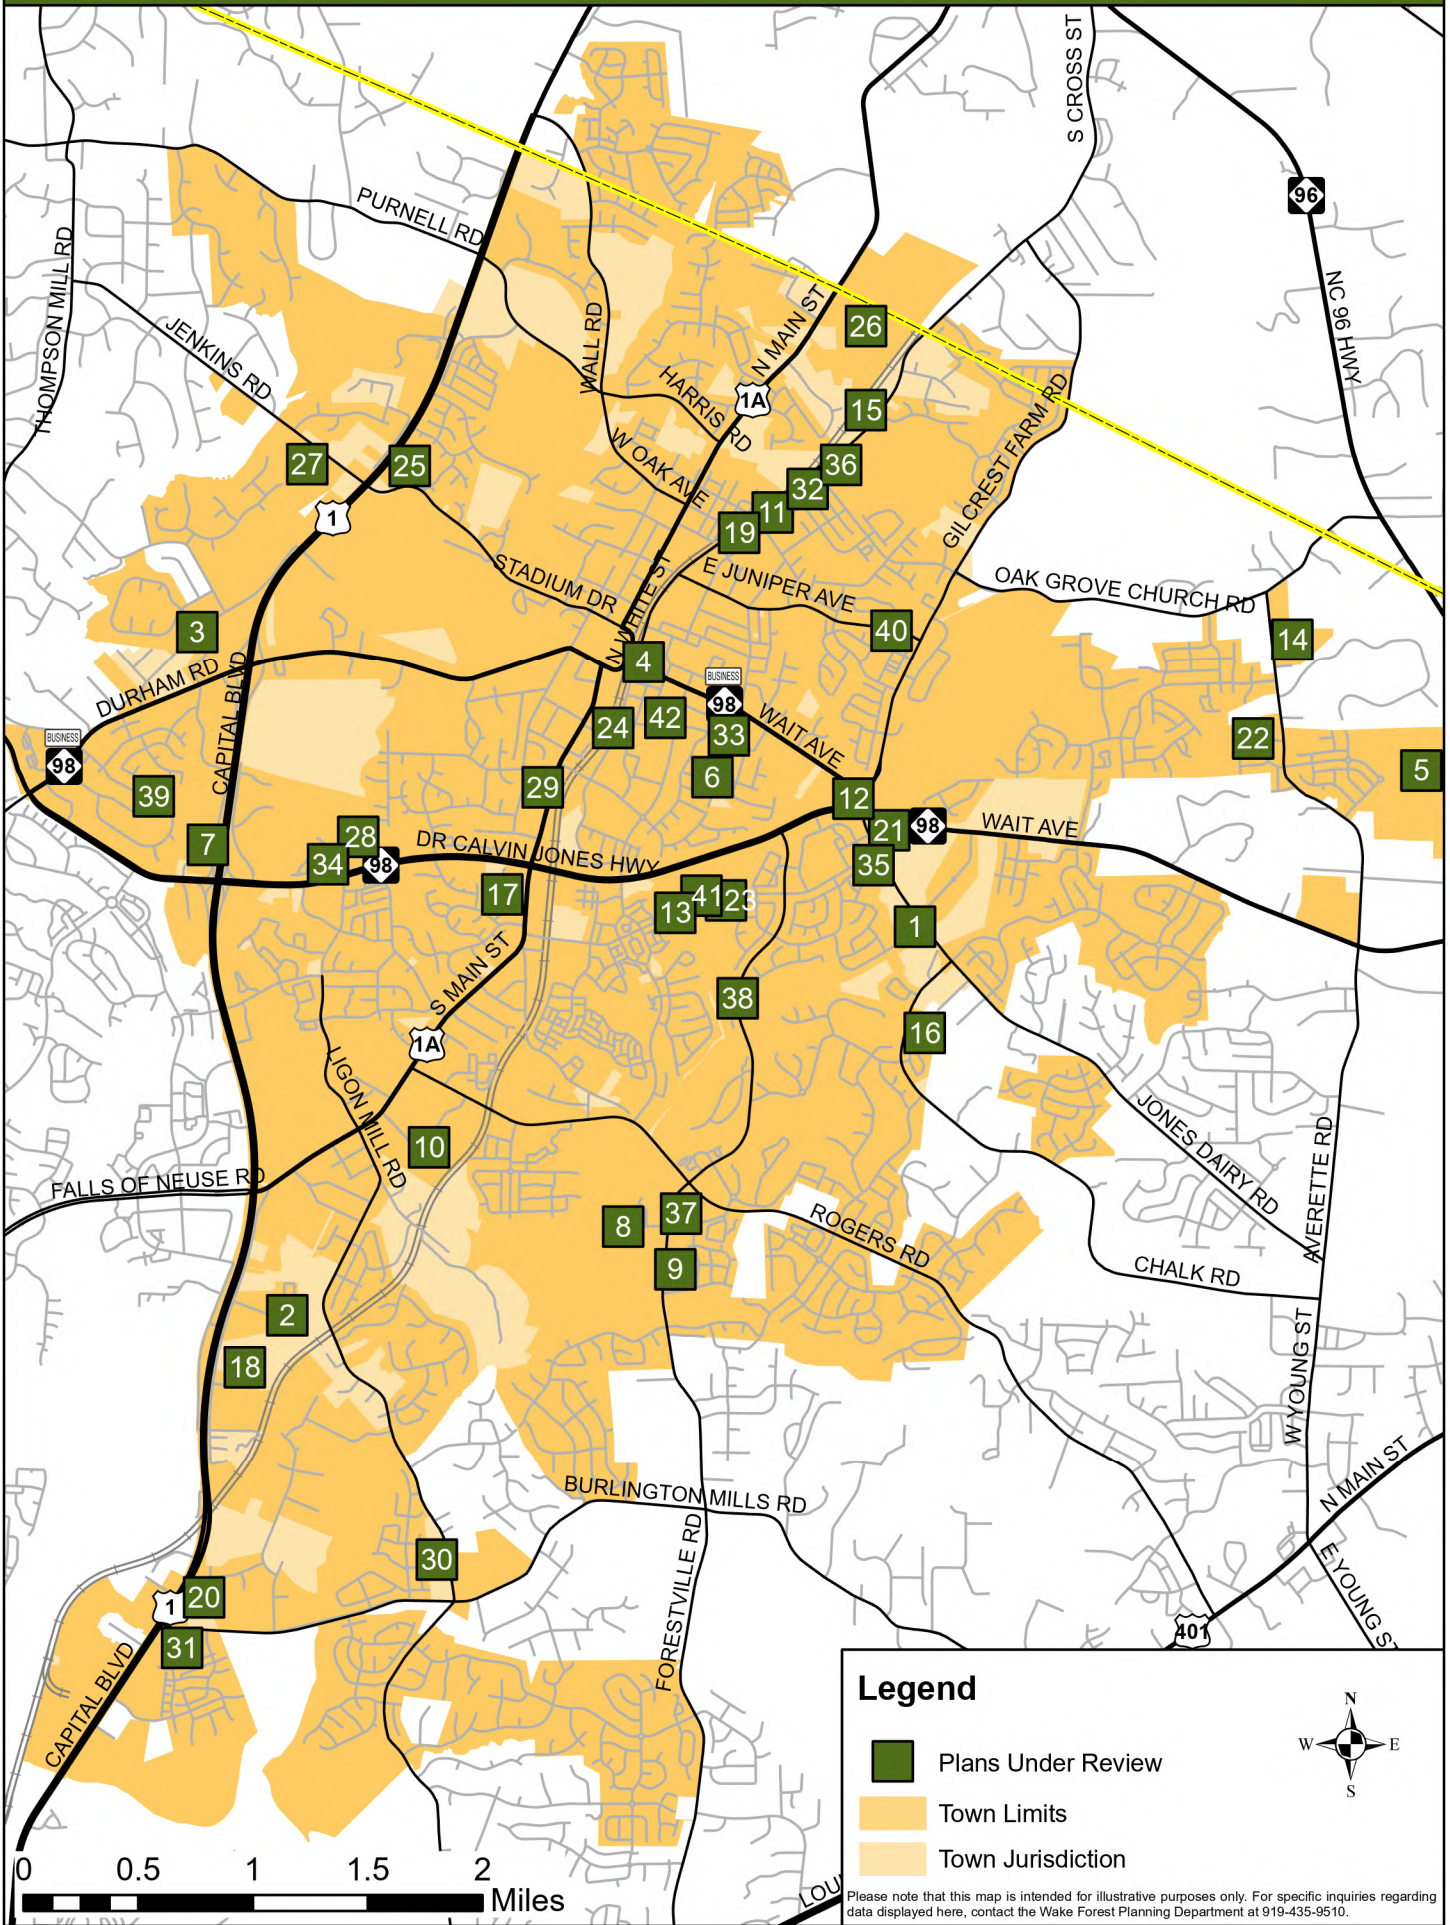 S CROSS ST
96
PURNELL RD
THOMPSON MILL RD
NC 96 HWY
N MAIN ST
26
WALL RD
JENKINS RD
HARRIS RD
1A
15
GILCREST FARM RD
27
25
W OAK AVE
36
32
11
1
19
STADIUM DR
E JUNIPER AVE
OAK GROVE CHURCH RD
N WHITE ST
3
40
14
4
DURHAM RD
CAPITAL BLVD
BUSINESS
98
24
42
33
WAIT AVE
22
BUSINESS
98
6
5
39
29
12
7
28
34
98
DR CALVIN JONES HWY
21
98
WAIT AVE
35
17
13
41
23
1
S MAIN ST
38
1A
16
LIGON MILL RD
10
JONES DAIRY RD
AVERETTE RD
FALLS OF NEUSE RD
8
37
ROGERS RD
9
CHALK RD
2
18
W YOUNG ST
N MAIN ST
BURLINGTON MILLS RD
FORESTVILLE RD
30
E YOUNG ST
1
20
401
31
CAPITAL BLVD
Legend
N
W
E
S
Plans Under Review
Town Limits
Town Jurisdiction
0 0.5 1 1.5 2
Miles
LOU
Please note that this map is intended for illustrative purposes only. For specific inquiries regarding
data displayed here, contact the Wake Forest Planning Department at 919-435-9510.